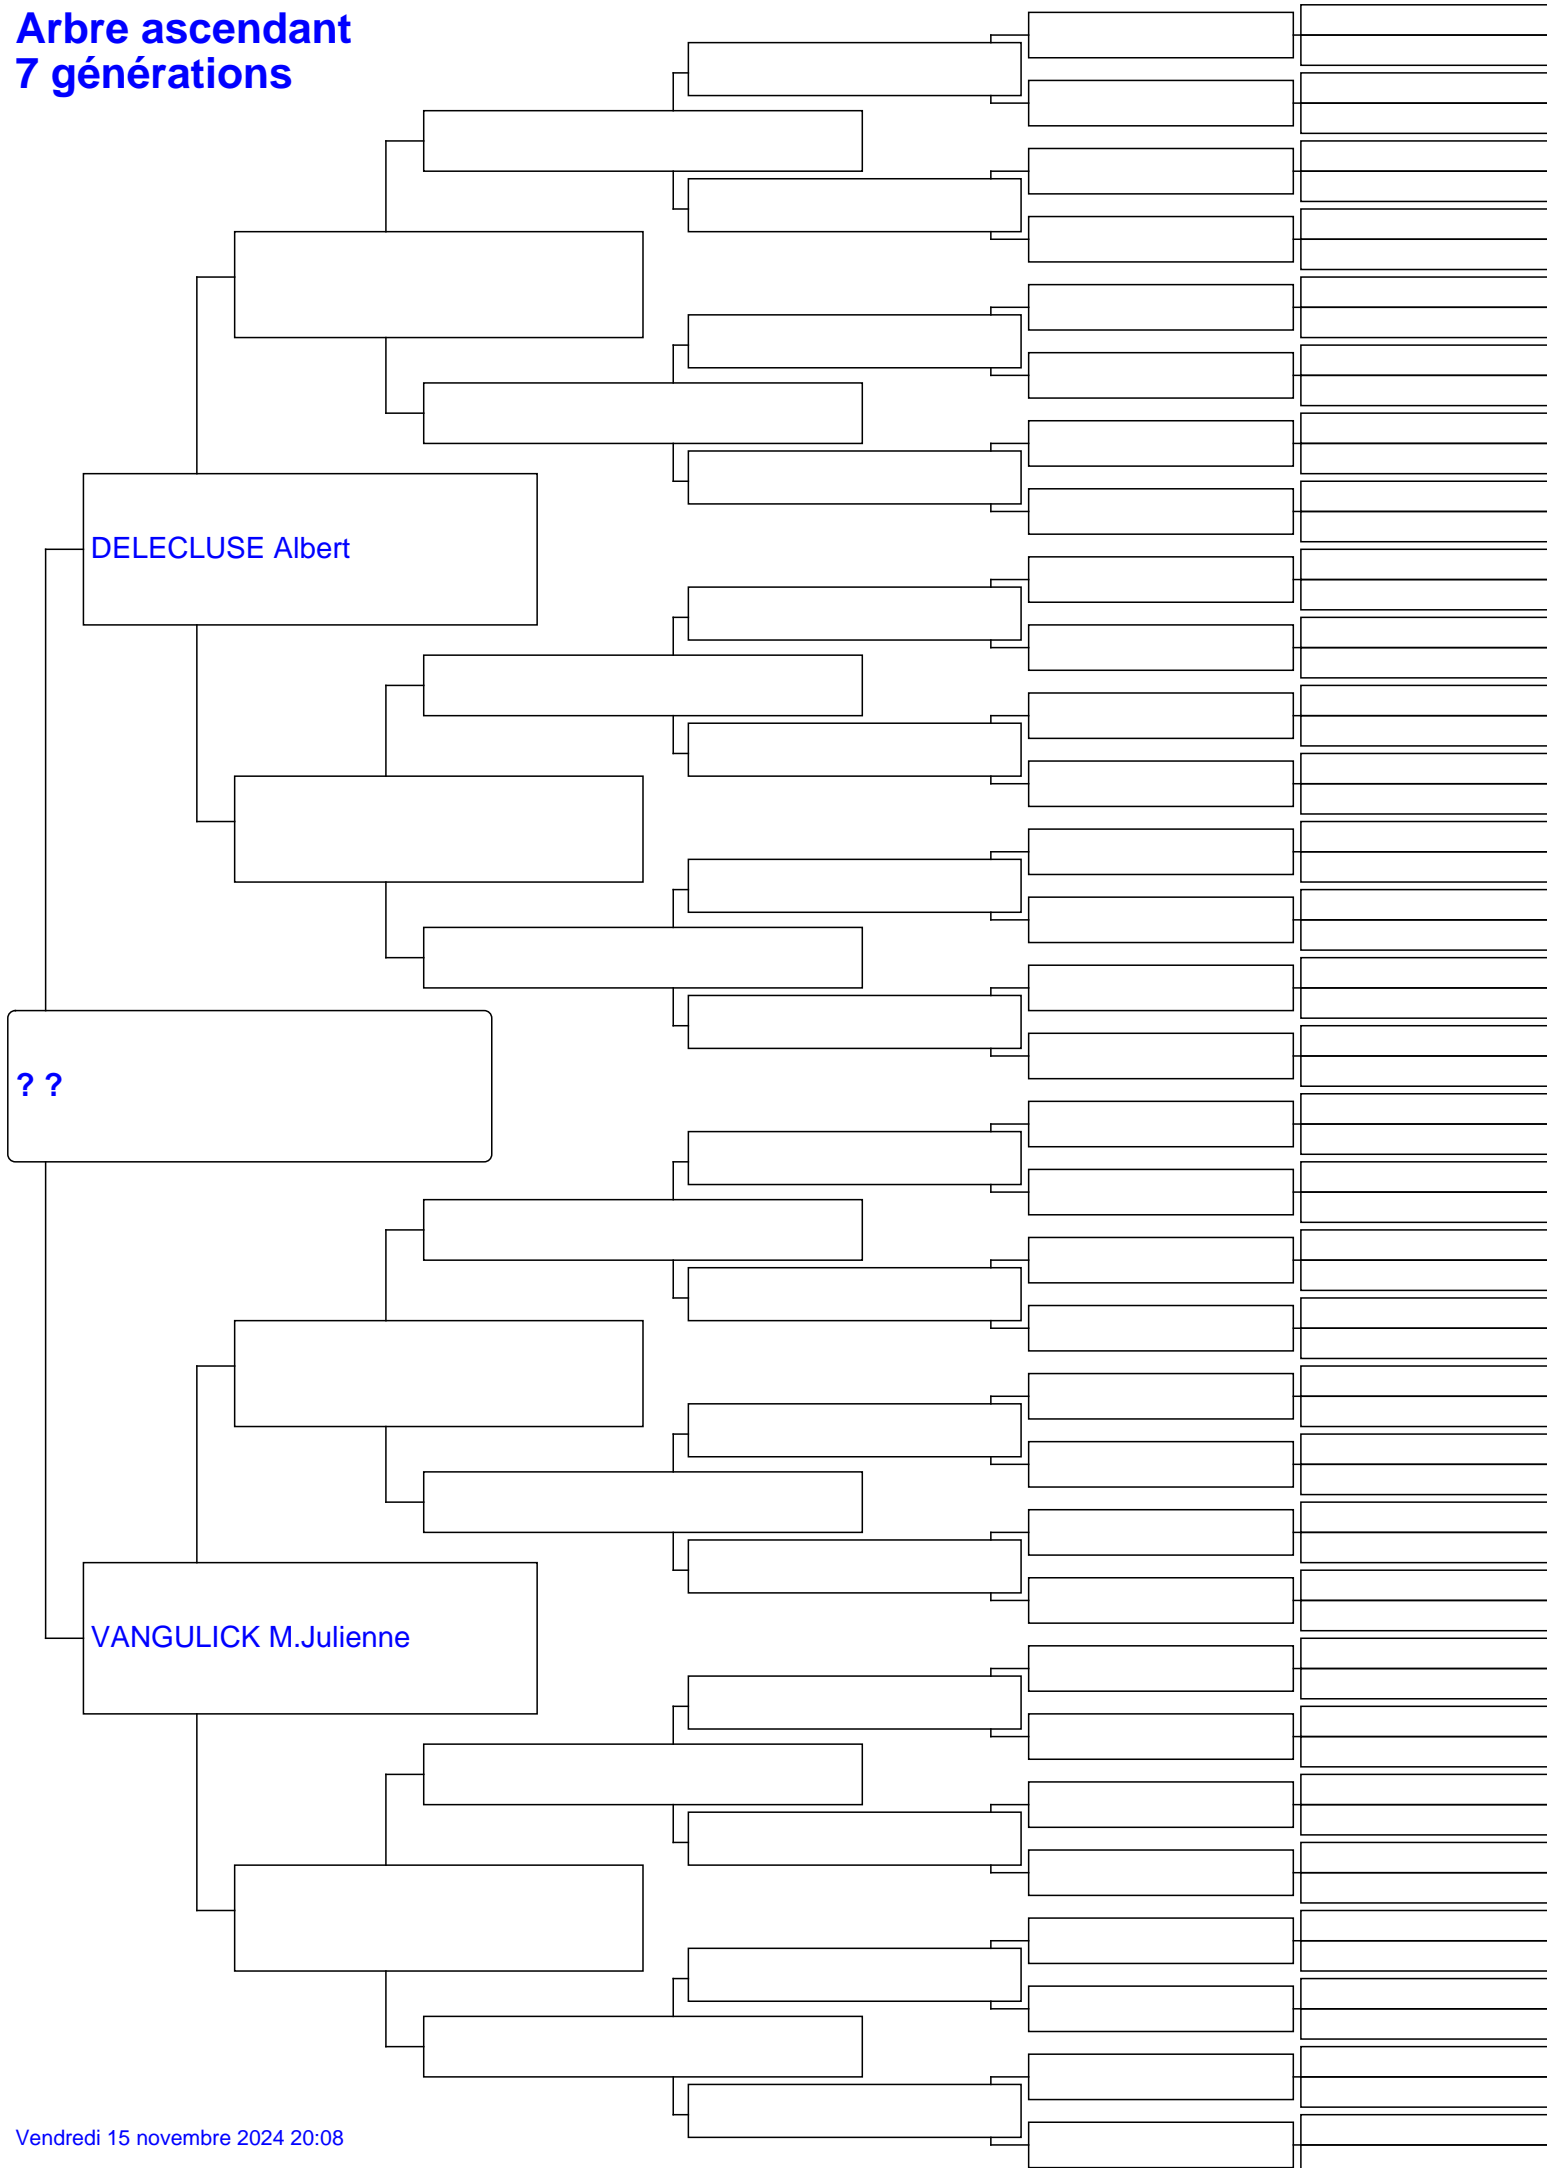 Arbre ascendant
7 générations
DELECLUSE Albert
? ?
VANGULICK M.Julienne
Vendredi 15 novembre 2024 20:08